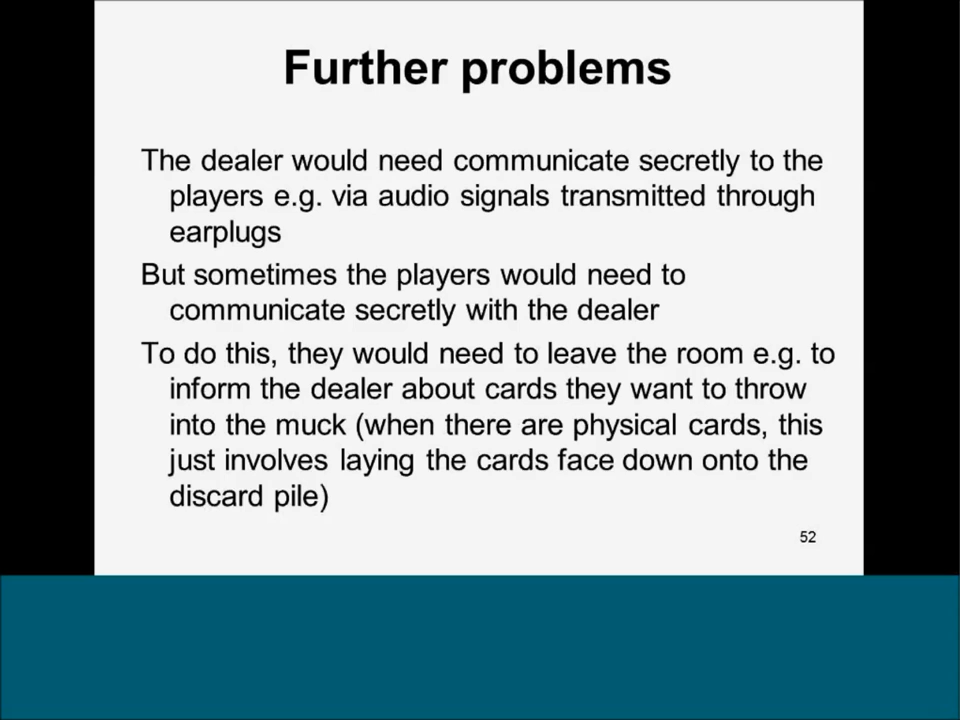 Further problems
The dealer would need communicate secretly to the
players e.g. via audio signals transmitted through
earplugs
But sometimes the players would need to
communicate secretly with the dealer
To do this, they would need to leave the room e.g. to
inform the dealer about cards they want to throw
into the muck (when there are physical cards, this
just involves laying the cards face down onto the
discard pile)
52